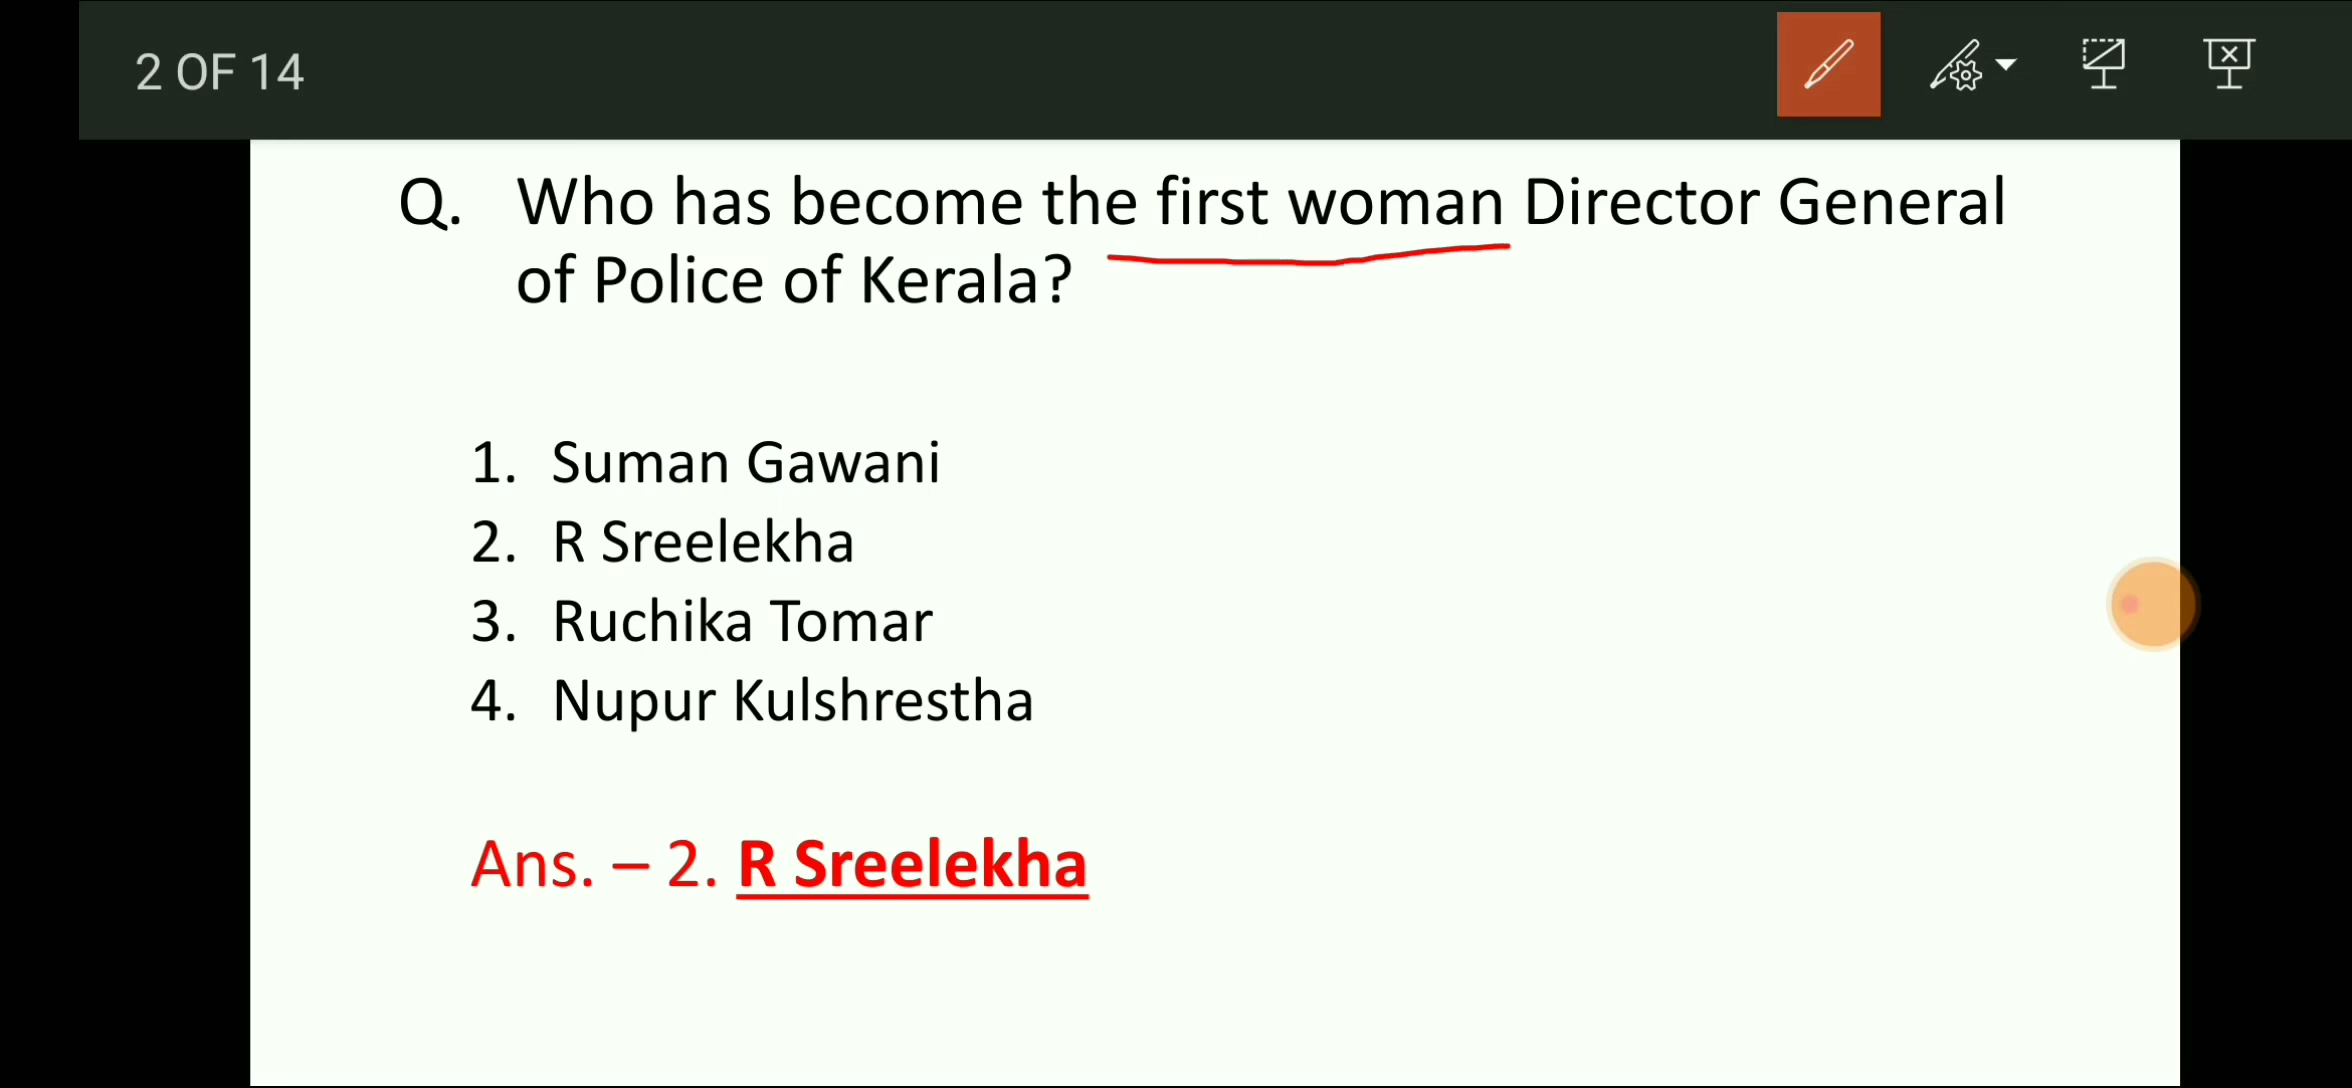 2 OF 14
Q. Who has become the first woman Director General
of Police of Kerala?
1. Suman Gawani
2. R Sreelekha
3. Ruchika Tomar
4. Nupur Kulshrestha
Ans. – 2. R Sreelekha